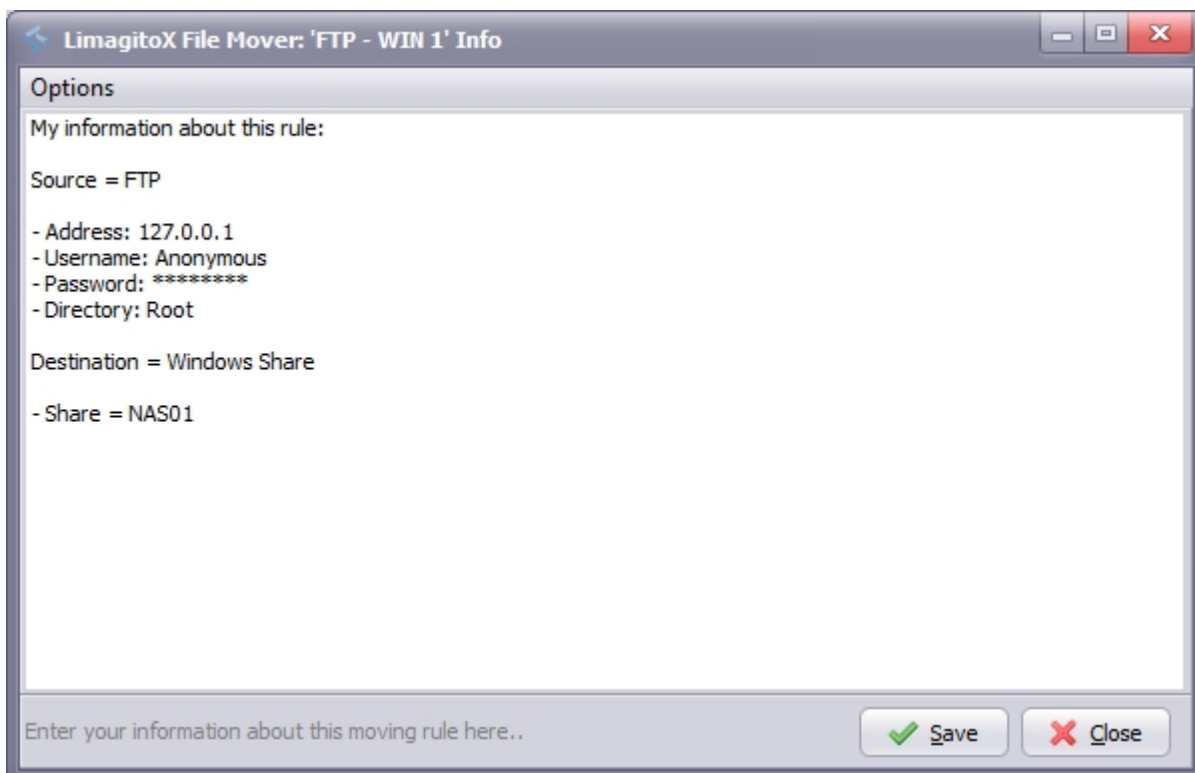 LimagitoX File Mover: 'FTP - WIN 1' Info
Options
My information about this rule:
Source = FTP
- Address: 127.0.0.1
- Username: Anonymous
- Password: ********
- Directory: Root
Destination = Windows Share
- Share = NAS01
Enter your information about this moving rule here..
Save
Close